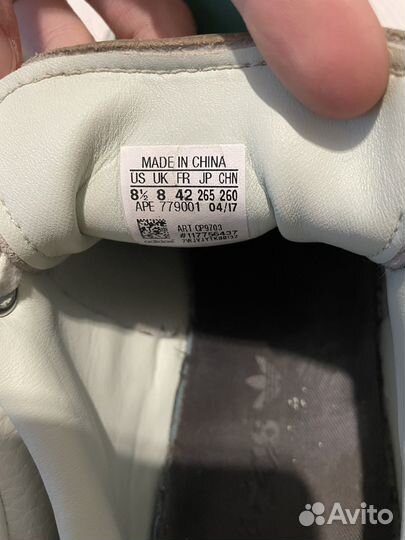 MADE IN CHINA
US UK FR JP CHN
8½ 8 42 265 260
APE 779001 04/17
ART CP9703
#117756437
Avito